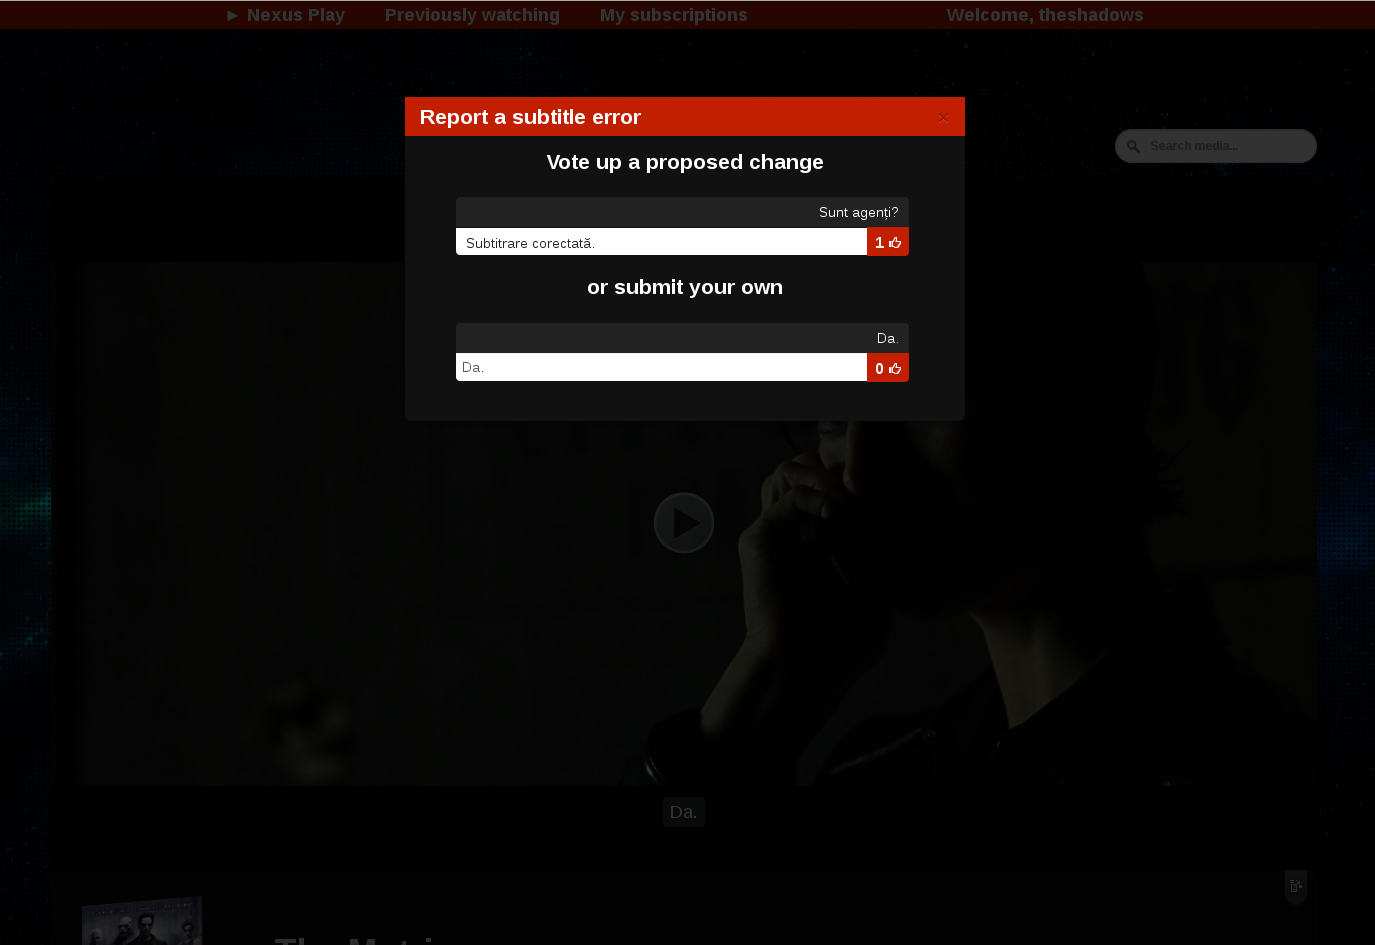 ► Nexus Play Previously watching My subscriptions Welcome, theshadows
Report a subtitle error ×
Search media...
Vote up a proposed change
Sunt agenți?
Subtitrare corectată.
1
or submit your own
Da.
Da.
0
Da.